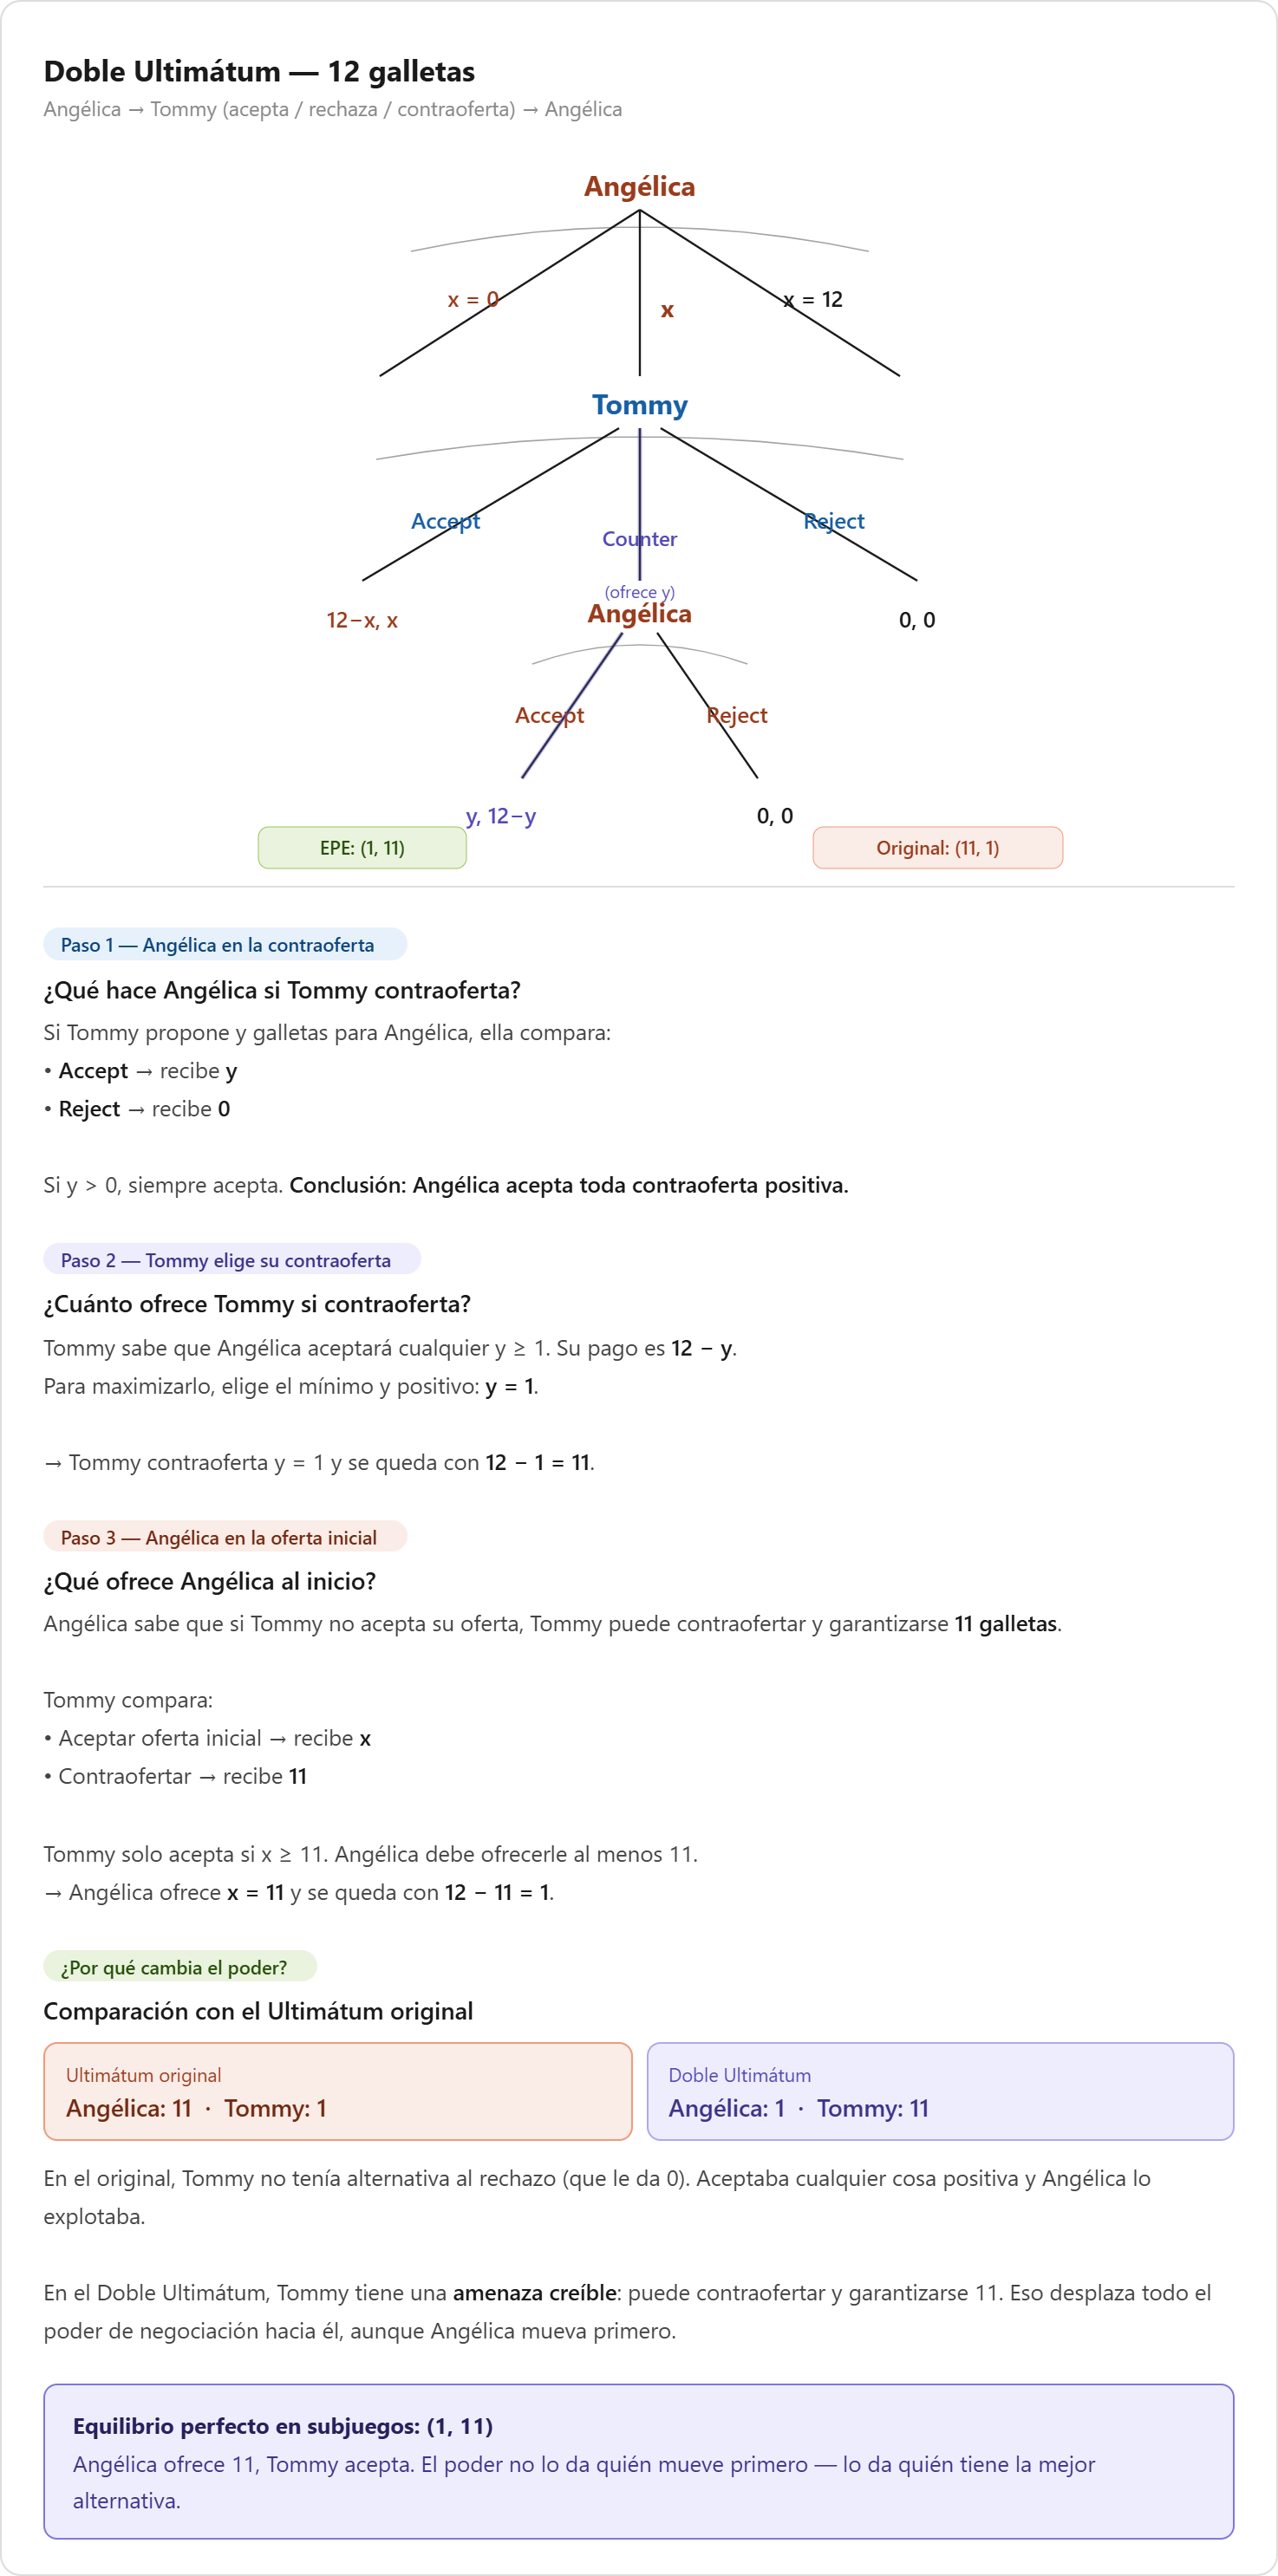 Doble Ultimátum — 12 galletas
Angélica → Tommy (acepta / rechaza / contraoferta) → Angélica
Angélica
x = 0
x
x = 12
Tommy
Accept
Counter
Reject
(ofrece y)
12−x, x
Angélica
0, 0
Accept
Reject
y, 12−y
0, 0
EPE: (1, 11)
Original: (11, 1)
Paso 1 — Angélica en la contraoferta
¿Qué hace Angélica si Tommy contraoferta?
Si Tommy propone y galletas para Angélica, ella compara:
• Accept → recibe y
• Reject → recibe 0
Si y > 0, siempre acepta. Conclusión: Angélica acepta toda contraoferta positiva.
Paso 2 — Tommy elige su contraoferta
¿Cuánto ofrece Tommy si contraoferta?
Tommy sabe que Angélica aceptará cualquier y ≥ 1. Su pago es 12 − y.
Para maximizarlo, elige el mínimo y positivo: y = 1.
→ Tommy contraoferta y = 1 y se queda con 12 − 1 = 11.
Paso 3 — Angélica en la oferta inicial
¿Qué ofrece Angélica al inicio?
Angélica sabe que si Tommy no acepta su oferta, Tommy puede contraofertar y garantizarse 11 galletas.
Tommy compara:
• Aceptar oferta inicial → recibe x
• Contraofertar → recibe 11
Tommy solo acepta si x ≥ 11. Angélica debe ofrecerle al menos 11.
→ Angélica ofrece x = 11 y se queda con 12 − 11 = 1.
¿Por qué cambia el poder?
Comparación con el Ultimátum original
Ultimátum original
Angélica: 11 · Tommy: 1
Doble Ultimátum
Angélica: 1 · Tommy: 11
En el original, Tommy no tenía alternativa al rechazo (que le da 0). Aceptaba cualquier cosa positiva y Angélica lo
explotaba.
En el Doble Ultimátum, Tommy tiene una amenaza creíble: puede contraofertar y garantizarse 11. Eso desplaza todo el
poder de negociación hacia él, aunque Angélica mueva primero.
Equilibrio perfecto en subjuegos: (1, 11)
Angélica ofrece 11, Tommy acepta. El poder no lo da quién mueve primero — lo da quién tiene la mejor
alternativa.